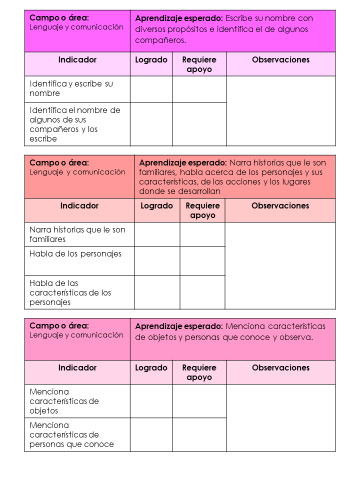 Campo o área:
Lenguaje y comunicación
Aprendizaje esperado: Escribe su nombre con
diversos propósitos e identifica el de algunos
compañeros.
Indicador Logrado Requiere apoyo Observaciones
Identifica y escribe su
nombre
Identifica el nombre de
algunos de sus
compañeros y los
escribe
Campo o área:
Lenguaje y comunicación
Aprendizaje esperado: Narra historias que le son
familiares, habla acerca de los personajes y sus
características, de las acciones y los lugares
donde se desarrollan
Indicador Logrado Requiere apoyo Observaciones
Narra historias que le son
familiares
Habla de los personajes
Habla de las
características de los
personajes
Campo o área:
Lenguaje y comunicación
Aprendizaje esperado: Menciona características
de objetos y personas que conoce y observa.
Indicador Logrado Requiere apoyo Observaciones
Menciona
características de
objetos
Menciona
características de
personas que conoce